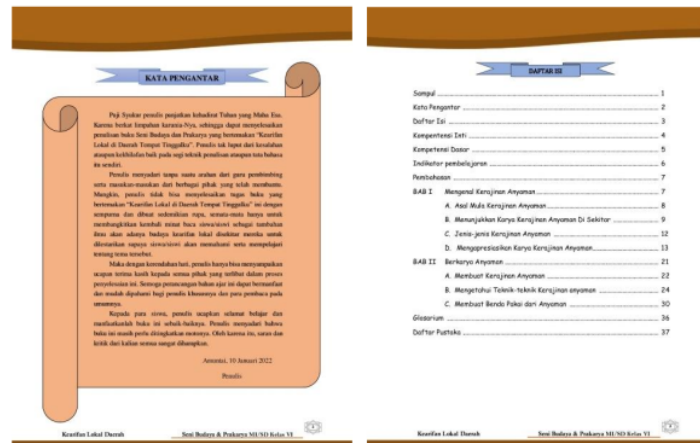 KATA PENGANTAR
Puji Syukur penulis panjatkan kehadirat Tuhan yang Maha Esa.
Karena berkat limpahan karunia-Nya, sehingga dapat menyelesaikan
penulisan buku Seni Budaya dan Prakarya yang bertemakan "Kearifan
Lokal di Daerah Tempat Tinggalku". Penulis tak luput dari kesalahan
ataupun kekhilafan baik pada segi teknik penulisan ataupun tata bahasa
itu sendiri.
Penulis menyadari tanpa suatu arahan dari guru pembimbing
serta masukan-masukan dari berbagai pihak yang telah membantu.
Mungkin, penulis tidak bisa menyelesaikan tugas buku yang
bertemakan "Kearifan Lokal di Daerah Tempat Tinggalku" ini dengan
sempurna dan dibuat sedemikian rupa, semata-mata hanya untuk
membangkitkan kembali minat baca siswa/siswi sebagai tambahan
ilmu akan adanya budaya kearifan lokal disekitar mereka untuk
dilestarikan supaya siswa/siswi akan memahami serta mempelajari
tentang tema tersebut.
Maka dengan kerendahan hati, penulis hanya bisa menyampaikan
ucapan terima kasih kepada semua pihak yang terlibat dalam proses
penyelesaian ini. Semoga perancangan bahan ajar ini dapat bermanfaat
dan mudah dipahami bagi penulis khususnya dan para pembaca pada
umumnya.
Kepada para siswa, penulis ucapkan selamat belajar dan
manfaatkanlah buku ini sebaik-baiknya. Penulis menyadari bahwa
buku ini masih perlu ditingkatkan mutunya. Oleh karena itu, saran dan
kritik dari kalian semua sangat diharapkan.
Amuntai, 10 Januari 2022
Penulis
Kearifan Lokal Daerah Seni Budaya & Prakarya MI/SD Kelas VI
DAFTAR ISI
Sampul 1
Kata Pengantar 2
Daftar Isi 3
Kompentensi Inti 4
Kompetensi Dasar 5
Indikator pembelajaran 6
Pembahasan 7
BAB I Mengenal Kerajinan Anyaman 7
A. Asal Mula Kerajinan Anyaman 8
B. Menunjukkan Karya Kerajinan Anyaman Di Sekitar 9
C. Jenis-jenis Kerajinan Anyaman 12
D. Mengapresiasikan Karya Kerajinan Anyaman 13
BAB II Berkarya Anyaman 21
A. Membuat Kerajinan Anyaman 22
B. Mengetahui Teknik-teknik Kerajinan anyaman 24
C. Membuat Benda Pakai dari Anyaman 30
Glosarium 36
Daftar Pustaka 37
Kearifan Lokal Daerah Seni Budaya & Prakarya MI/SD Kelas VI